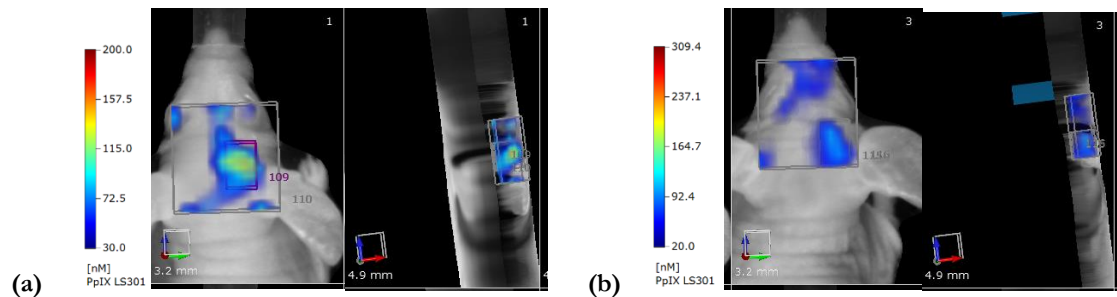 (a)
200.0
157.5
115.0
72.5
30.0
[nM]
PpIX LS301
1
109
110
3.2 mm
1
4.9 mm
(b)
309.4
237.1
164.7
92.4
20.0
[nM]
PpIX LS301
3
3.2 mm
3
4.9 mm